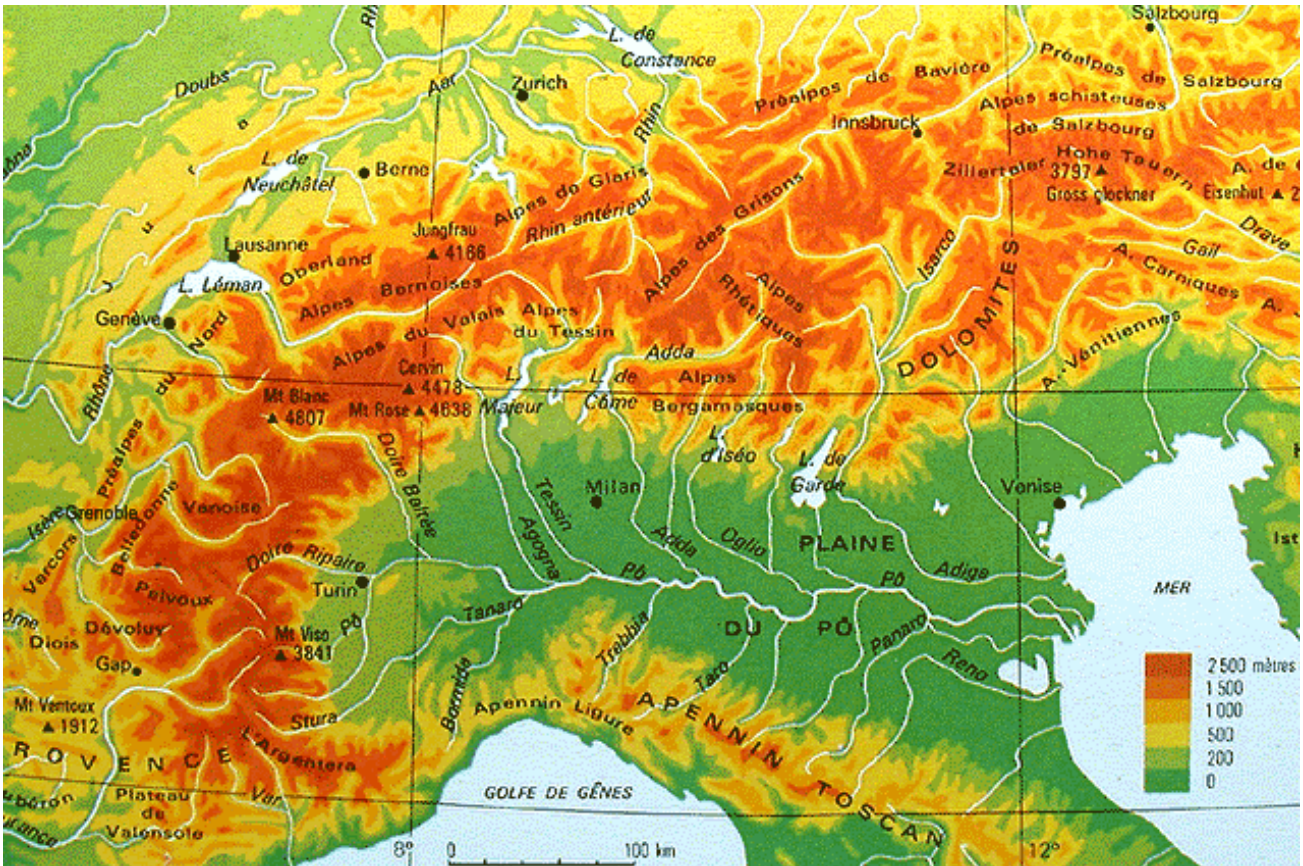 Salzbourg
L. de
Constance
Doubs
Aar
Zurich
Rhin
Préalpes de Bavière
Préalpes de
Salzbourg
Alpes schisteuses
de Salzbourg
Innsbruck
Jura
L. de
Neuchâtel
Berne
Alpes de Glaris
Rhin antérieur
Alpes des Grisons
Zillertaler
Hohe Tauern
3797
Gross glockner
Eisenhut
A. de
Drave
Gail
A. Carniques
A.
Jungfrau
4166
Lausanne
Oberland
L. Léman
Alpes Bernoises
Genève
Isarco
DOLOMITES
Alpes
Rhétiques
A. Vénitiennes
Alpes du Valais
Alpes
du Tessin
Adda
Rhône
Préalpes du Nord
Cervin
4478
Mt Blanc
4807
Mt Rose
4638
L.
Majeur
L. de
Côme
Alpes
Bergamasques
L.
d'Iséo
L. de
Garde
Doire Baltée
Isère
Grenoble
Belledonne
Vanoise
Vercors
Milan
Tessin
Agogna
Adda
Oglio
PLAINE
DU PÔ
Venise
Adige
Pô
Pô
Doire Ripaire
Turin
Pô
Tanaro
Pelvoux
Diois
Dévoluy
Gap
Mt Viso
3841
Trebbia
Taro
Panaro
Reno
MER
Mt Ventoux
1912
Stura
Bormida
Apennin Ligure
APENNIN TOSCAN
L'Argentera
ROVENCE
Plateau
de
Valensole
Var
GOLFE DE GÊNES
2 500 mètres
1 500
1 000
500
200
0
8°
0 100 km
12°